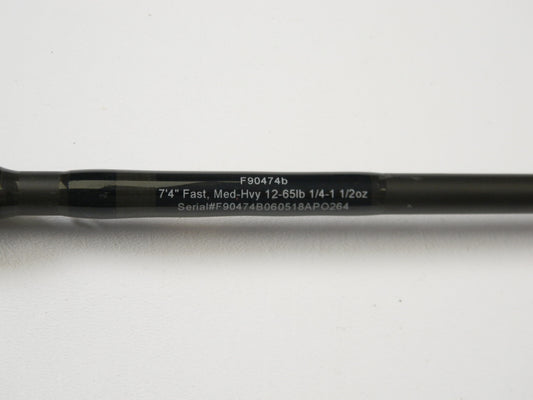 F90474b
7'4" Fast, Med-Hvy 12-65lb 1/4-1 1/2oz
Serial#F90474B060518APO264